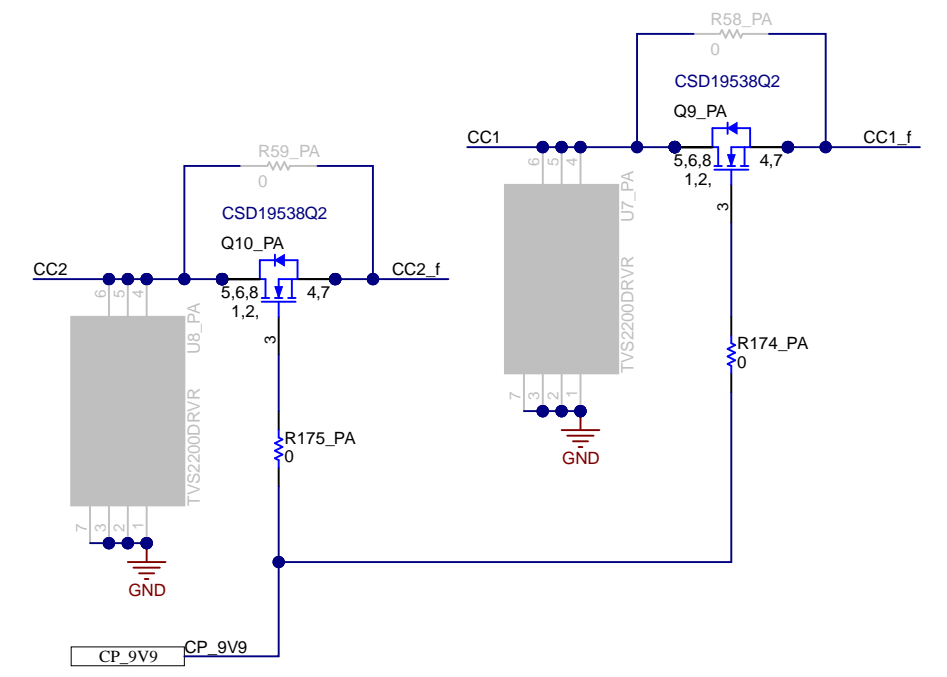 R58_PA
0
CSD19538Q2
Q9_PA
CC1
CC1_f
5,6,8
1,2,
4,7
3
6
5
4
U7_PA
TVS2200DRVR
7
3
2
1
GND
R174_PA
0
R59_PA
0
CSD19538Q2
Q10_PA
CC2
CC2_f
5,6,8
1,2,
4,7
3
6
5
4
U8_PA
TVS2200DRVR
7
3
2
1
GND
R175_PA
0
CP_9V9
CP_9V9